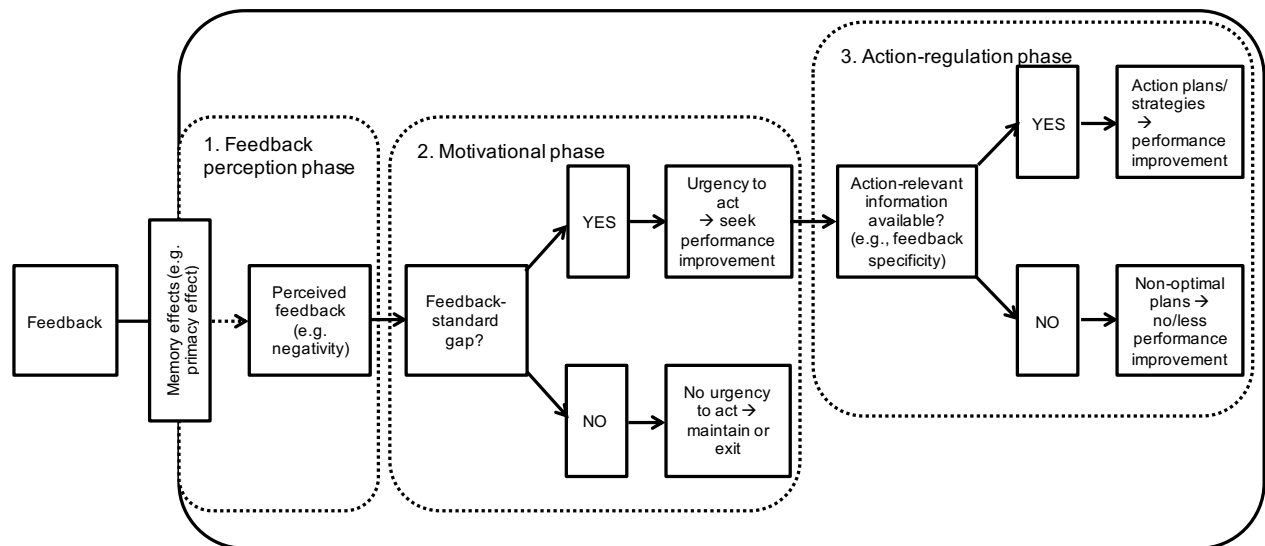 Feedback
Memory effects (e.g.
primacy effect)
1. Feedback
perception phase
Perceived
feedback
(e.g.
negativity)
2. Motivational phase
Feedback-
standard
gap?
YES
Urgency to
act
→ seek
performance
improvement
NO
No urgency
to act →
maintain or
exit
3. Action-regulation phase
Action-relevant
information
available?
(e.g., feedback
specificity)
YES
Action plans/
strategies
→
performance
improvement
NO
Non-optimal
plans →
no/less
performance
improvement